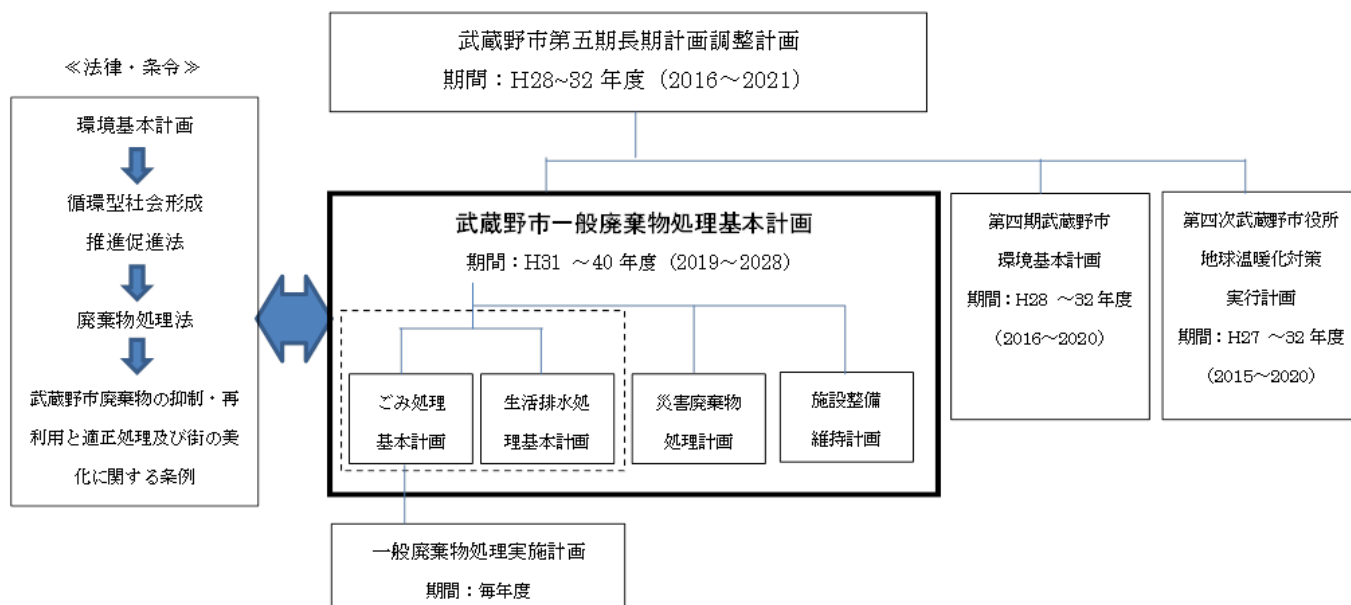 武蔵野市第五期長期計画調整計画
期間：H28~32 年度（2016～2021）
≪法律・条令≫
環境基本計画
循環型社会形成
推進促進法
廃棄物処理法
武蔵野市廃棄物の抑制・再
利用と適正処理及び街の美
化に関する条例
武蔵野市一般廃棄物処理基本計画
期間：H31 ～40 年度（2019～2028）
ごみ処理
基本計画
生活排水処
理基本計画
災害廃棄物
処理計画
施設整備
維持計画
一般廃棄物処理実施計画
期間：毎年度
第四期武蔵野市
環境基本計画
期間：H28 ～32 年度
（2016～2020）
第四次武蔵野市役所
地球温暖化対策
実行計画
期間：H27 ～32 年度
（2015～2020）